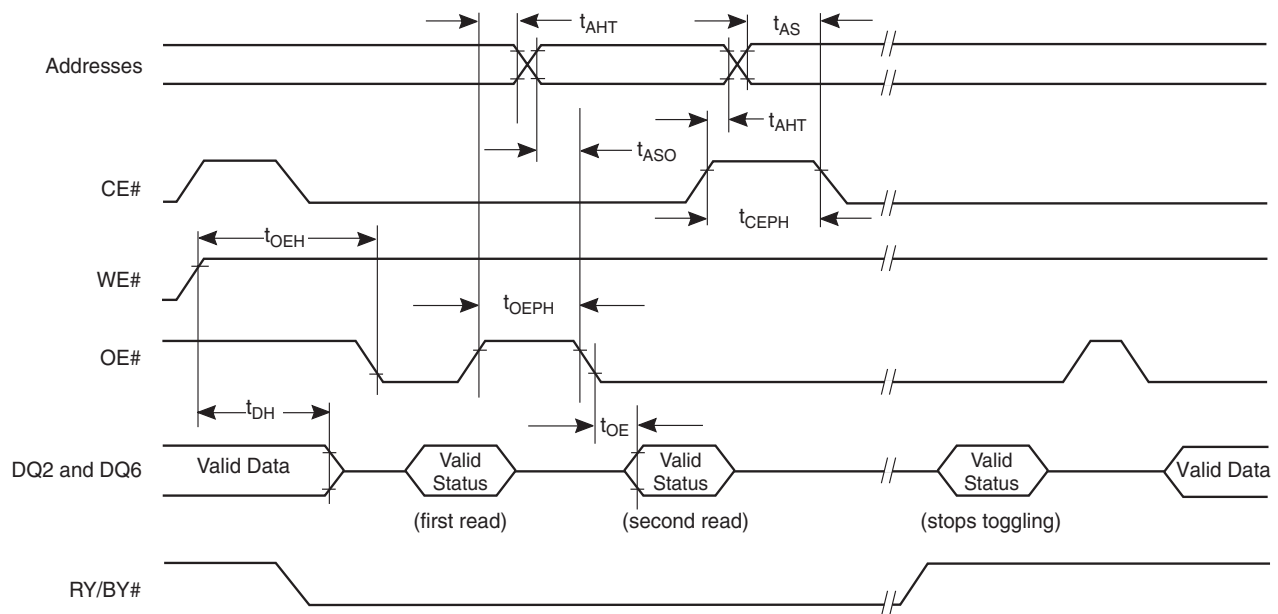 tAHT
tAS
Addresses
tAHT
tASO
CE#
tCEPH
tOEH
WE#
tOEPH
OE#
tDH
tOE
DQ2 and DQ6
Valid Data
Valid
Status
Valid
Status
Valid
Status
Valid Data
(first read)
(second read)
(stops toggling)
RY/BY#